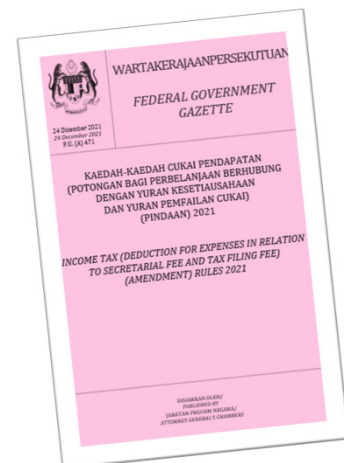 WARTAKERAJAANPERSEKUTUAN
FEDERAL GOVERNMENT
GAZETTE
24 Disember 2021
24 December 2021
P.U. (A) 471
KAEDAH-KAEDAH CUKAI PENDAPATAN
(POTONGAN BAGI PERBELANJAAN BERHUBUNG
DENGAN YURAN KESETIAUSAHAAN
DAN YURAN PEMFAILAN CUKAI)
(PINDAAN) 2021
INCOME TAX (DEDUCTION FOR EXPENSES IN RELATION
TO SECRETARIAL FEE AND TAX FILING FEE)
(AMENDMENT) RULES 2021
DISIARKAN OLEH/
PUBLISHED BY
JABATAN PEGUAM NEGARA/
ATTORNEY GENERAL'S CHAMBERS